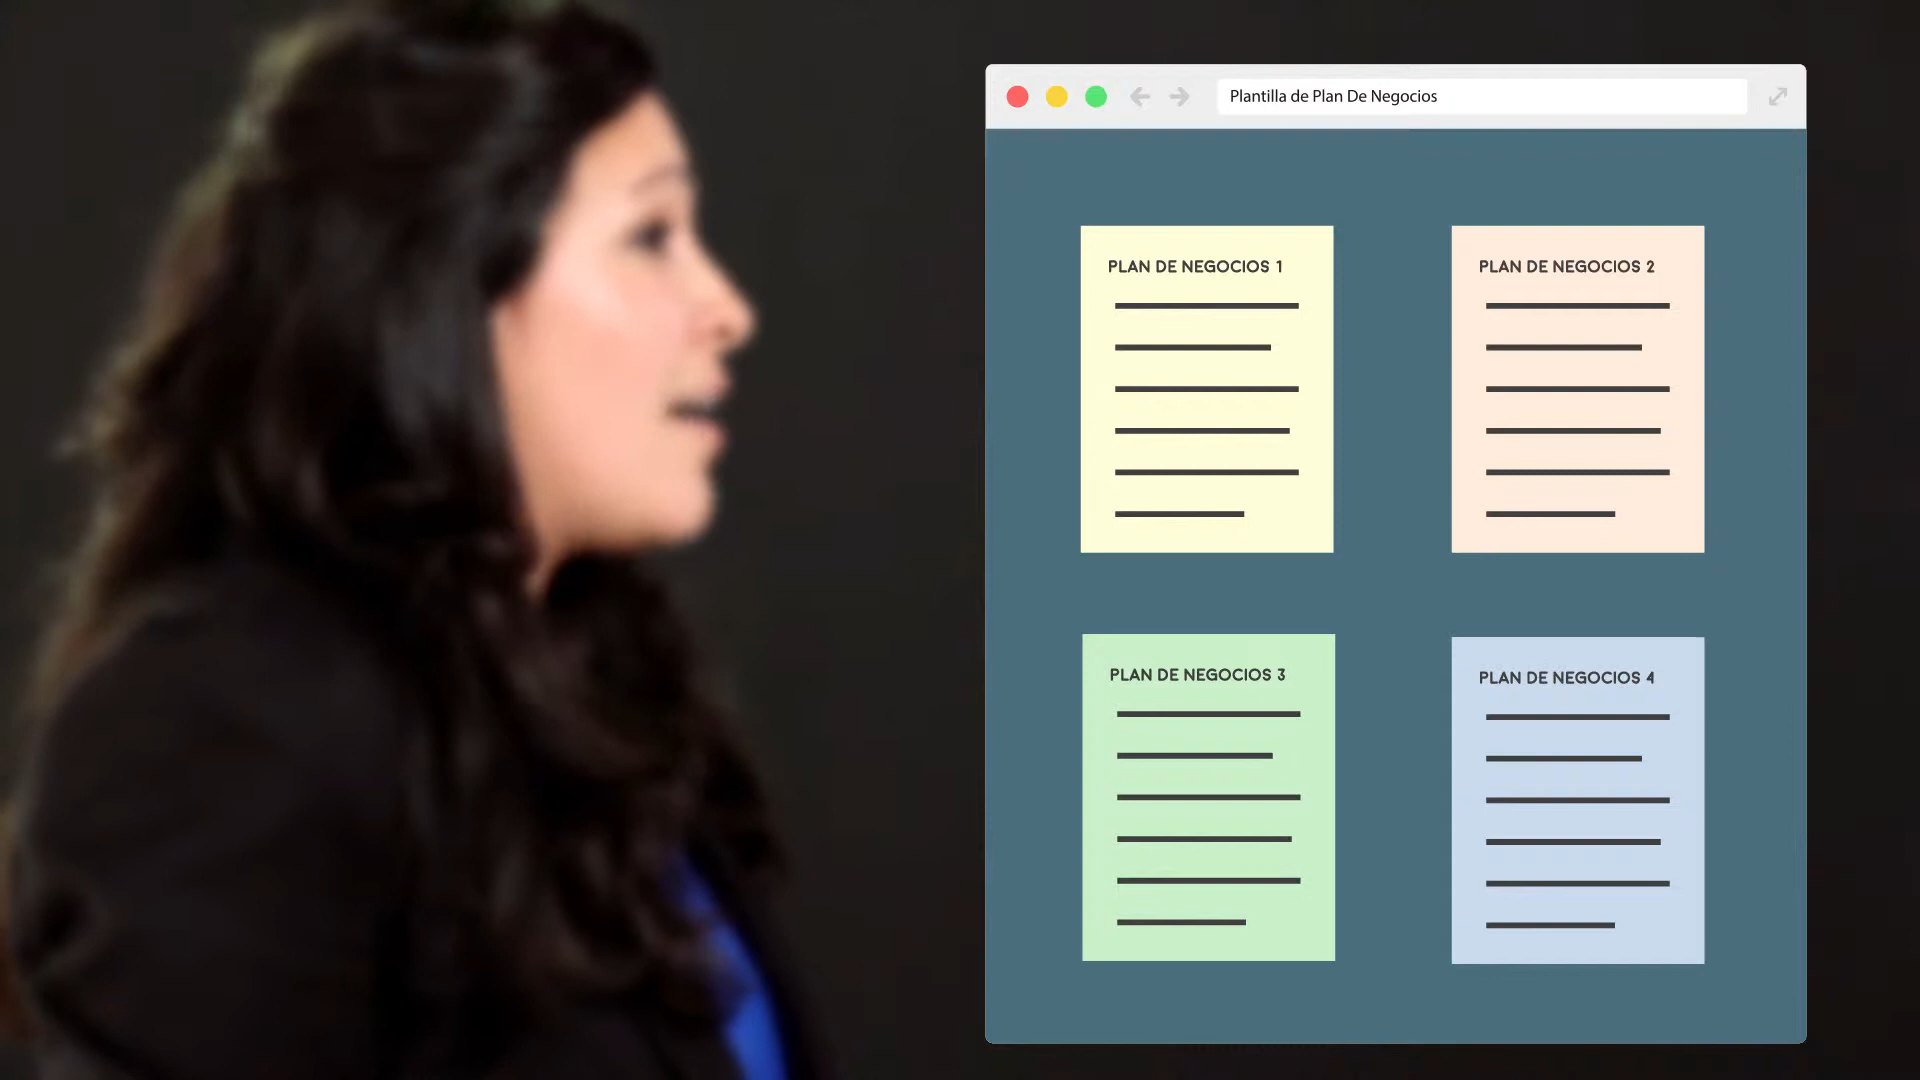 Plantilla de Plan De Negocios
PLAN DE NEGOCIOS 1
PLAN DE NEGOCIOS 2
PLAN DE NEGOCIOS 3
PLAN DE NEGOCIOS 4